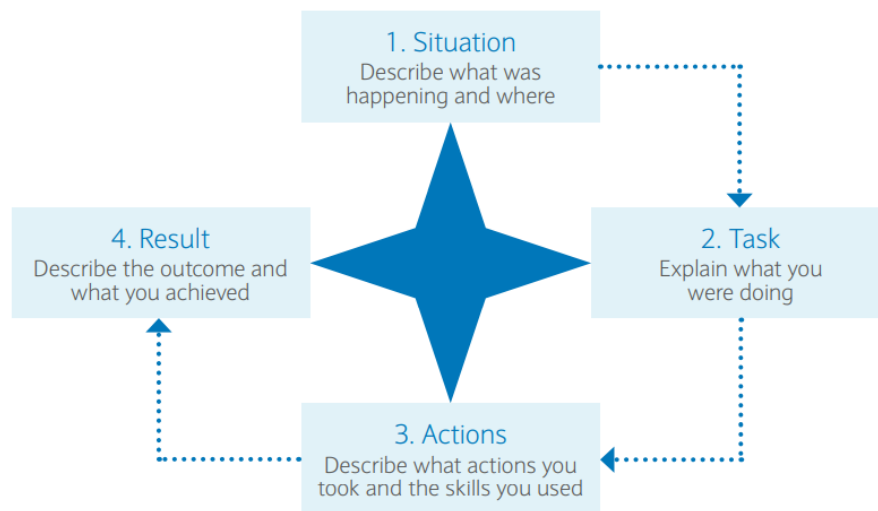 1. Situation
Describe what was
happening and where
2. Task
Explain what you
were doing
3. Actions
Describe what actions you
took and the skills you used
4. Result
Describe the outcome and
what you achieved